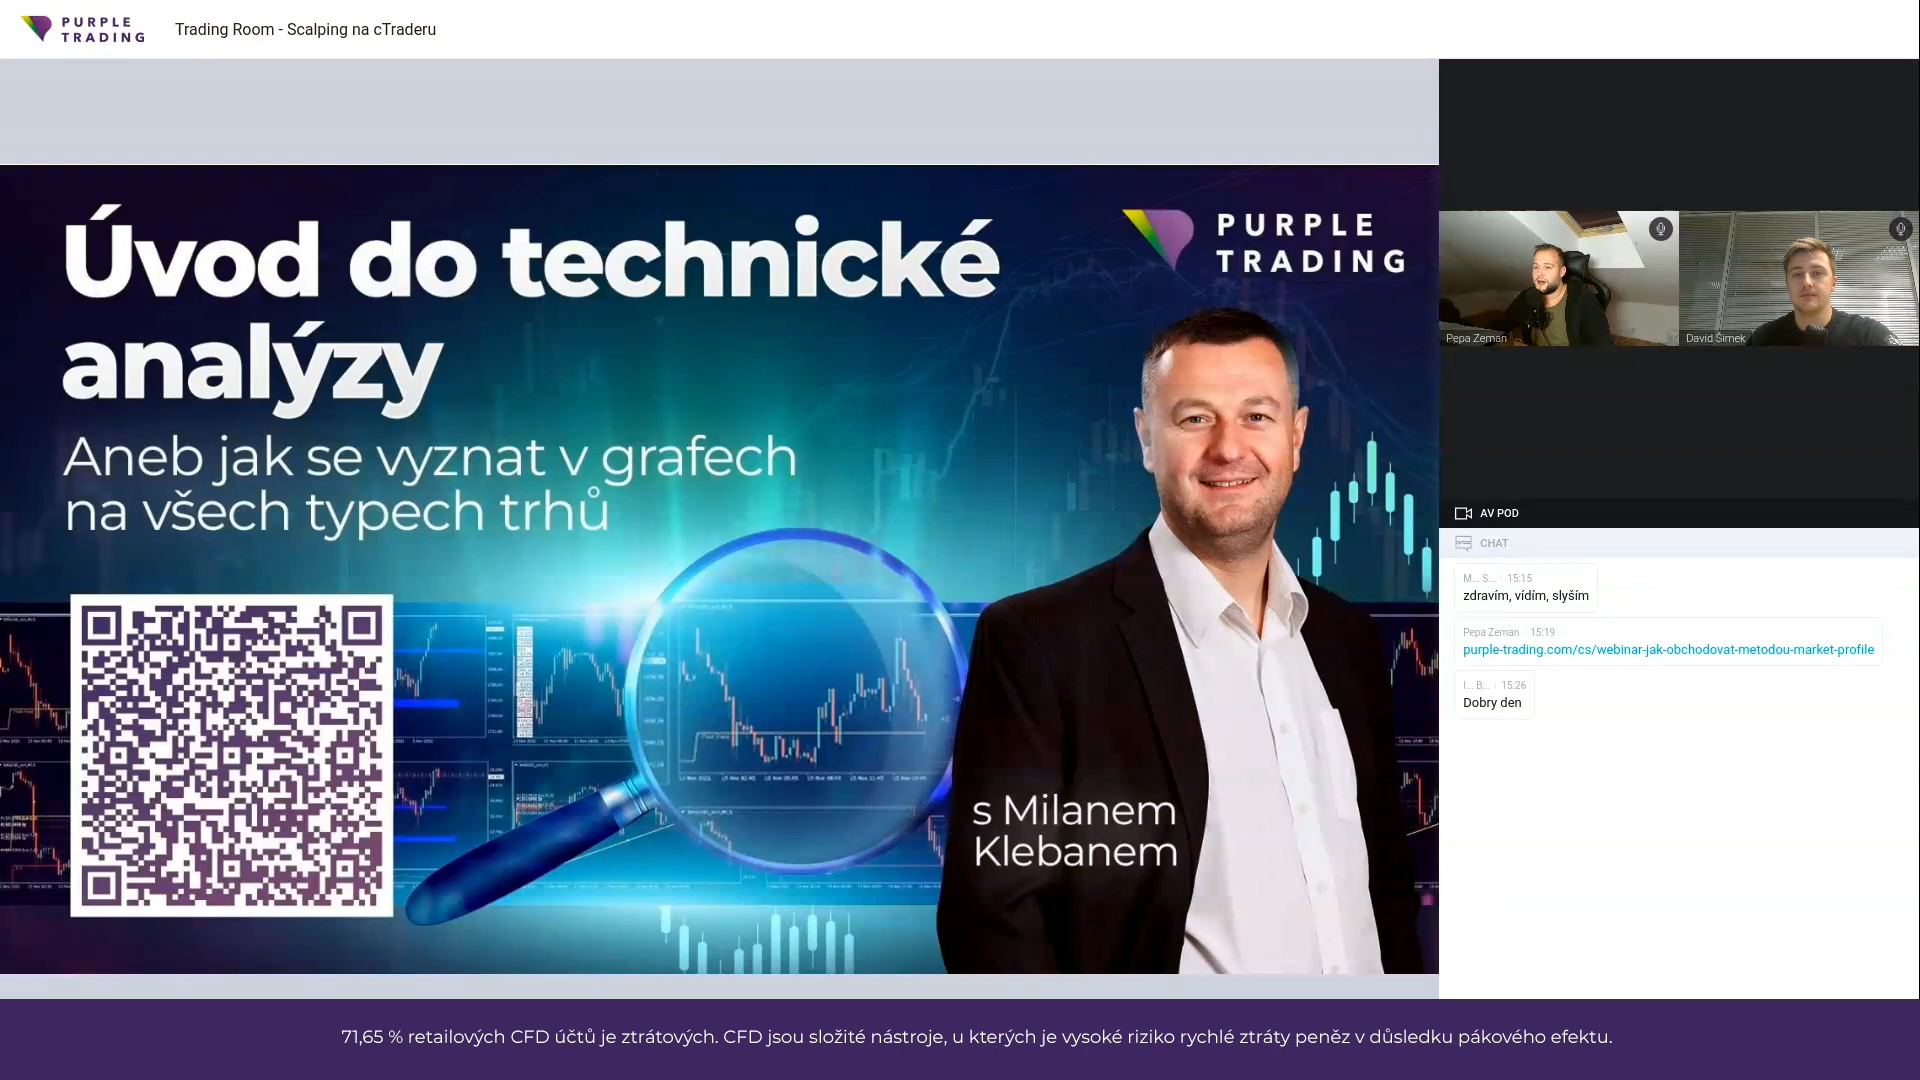 PURPLE
TRADING
Trading Room - Scalping na cTraderu
Úvod do technické
analýzy
Aneb jak se vyznat v grafech
na všech typech trhů
PURPLE
TRADING
s Milanem
Klebanem
Pepa Zeman
David Šimek
AV POD
CHAT
M... S... 15:15
zdravím, vídím, slyším
Pepa Zeman 15:19
purple-trading.com/cs/webinar-jak-obchodovat-metodou-market-profile
I... B... 15:26
Dobry den
71,65 % retailových CFD účtů je ztrátových. CFD jsou složité nástroje, u kterých je vysoké riziko rychlé ztráty peněz v důsledku pákového efektu.